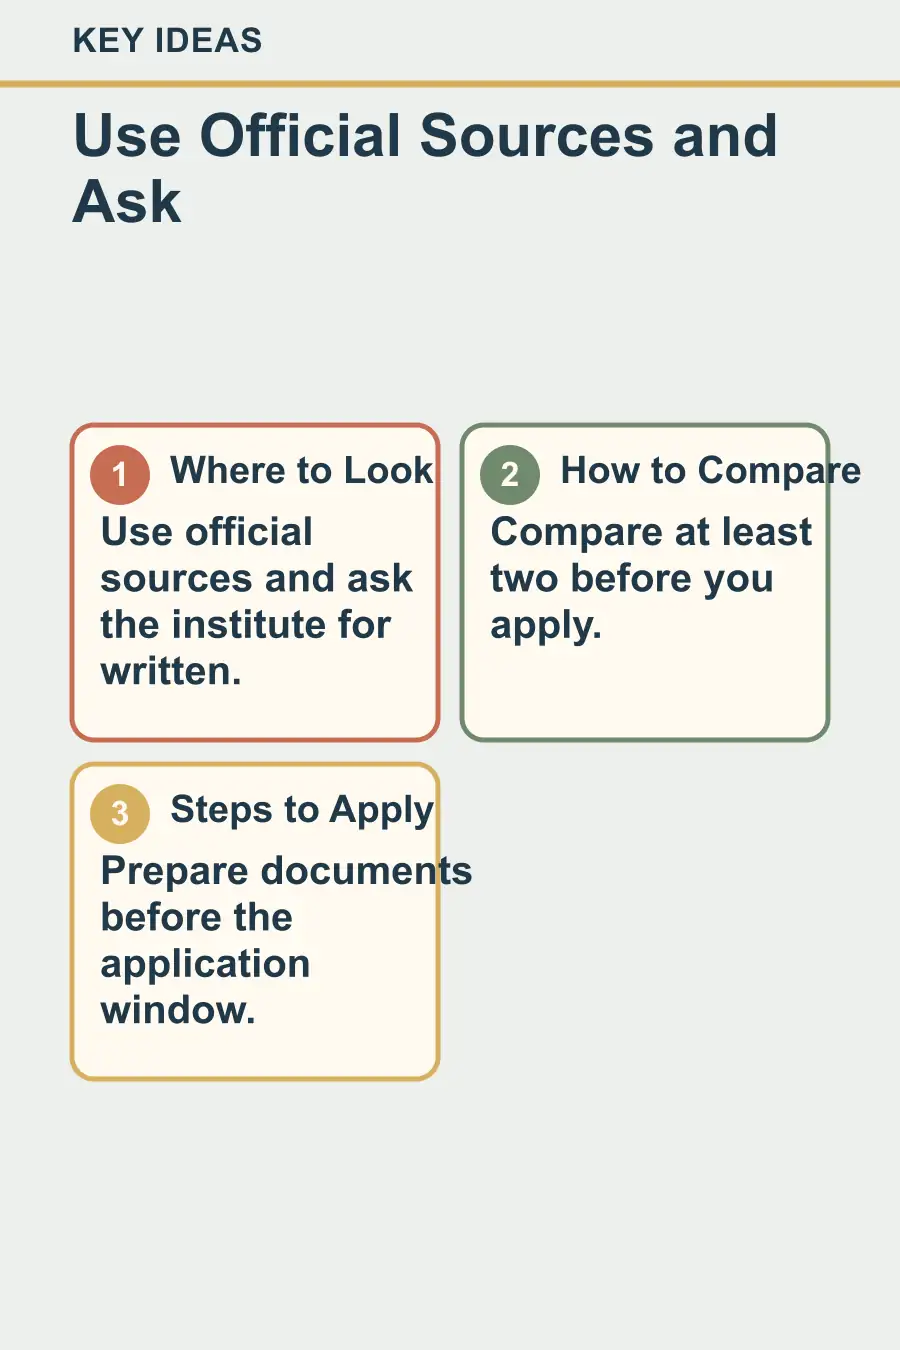 KEY IDEAS
Use Official Sources and
Ask
1 Where to Look
Use official
sources and ask
the institute for
written.
2 How to Compare
Compare at least
two before you
apply.
3 Steps to Apply
Prepare documents
before the
application
window.